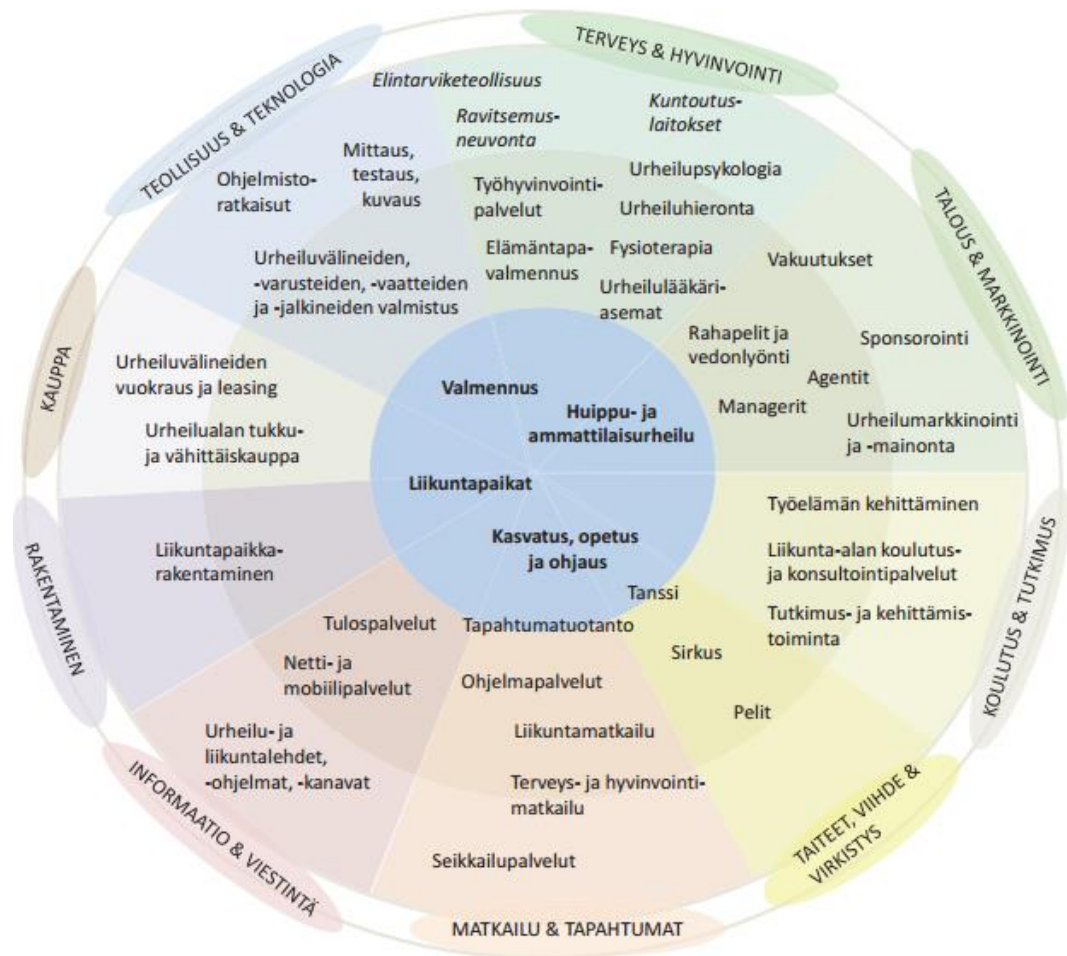 TERVEYS & HYVINVOINTI
Elintarviketeollisuus
Ravitsemus-
neuvonta
Kuntoutus-
laitokset
Urheilupsykologia
Työhyvinvointi-
palvelut
Urheiluhieronta
Elämäntapa-
valmennus
Fysioterapia
Urheilulääkäri-
asemat
TALOUS & MARKKINOINTI
Vakuutukset
Rahapelit ja
vedonlyönti
Sponsorointi
Agentit
Managerit
Urheilumarkkinointi
ja -mainonta
KOULUTUS & TUTKIMUS
Työelämän kehittäminen
Liikunta-alan koulutus-
ja konsultointipalvelut
Tutkimus- ja kehittämis-
toiminta
TAITEET, VIIHDE &
VIRKISTYS
Tanssi
Sirkus
Pelit
MATKAILU & TAPAHTUMAT
Tapahtumatuotanto
Ohjelmapalvelut
Liikuntamatkailu
Terveys- ja hyvinvointi-
matkailu
Seikkailupalvelut
INFORMAATIO & VIESTINTÄ
Tulospalvelut
Netti- ja
mobiilipalvelut
Urheilu- ja
liikuntalehdet,
-ohjelmat, -kanavat
RAKENTAMINEN
Liikuntapaikka-
rakentaminen
KAUPPA
Urheiluvälineiden
vuokraus ja leasing
Urheilualan tukku-
ja vähittäiskauppa
TEOLLISUUS & TEKNOLOGIA
Ohjelmisto-
ratkaisut
Mittaus,
testaus,
kuvaus
Urheiluvälineiden,
-varusteiden, -vaatteiden
ja -jalkineiden valmistus
Valmennus
Huippu- ja
ammattilaisurheilu
Liikuntapaikat
Kasvatus, opetus
ja ohjaus